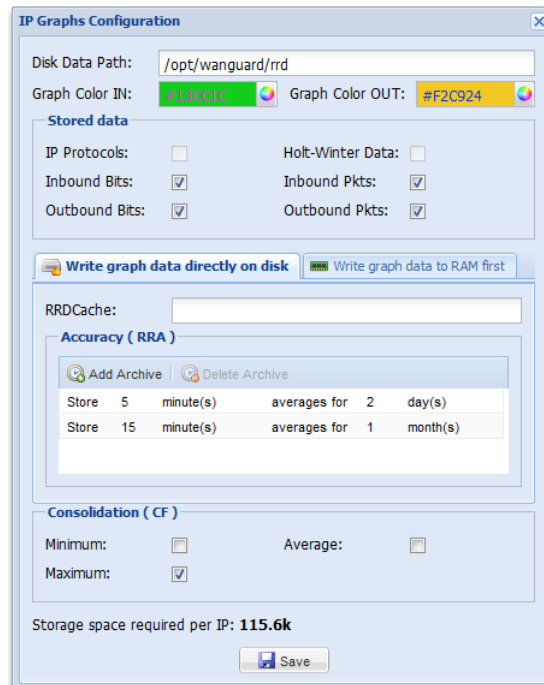 IP Graphs Configuration
Disk Data Path: /opt/wanguard/rrd
Graph Color IN: #13CC1C Graph Color OUT: #F2C924
Stored data
IP Protocols: Holt-Winter Data:
Inbound Bits: Inbound Pkts:
Outbound Bits: Outbound Pkts:
Write graph data directly on disk Write graph data to RAM first
RRDCache:
Accuracy ( RRA )
Add Archive Delete Archive
Store 5 minute(s) averages for 2 day(s)
Store 15 minute(s) averages for 1 month(s)
Consolidation ( CF )
Minimum: Average:
Maximum:
Storage space required per IP: 115.6k
Save